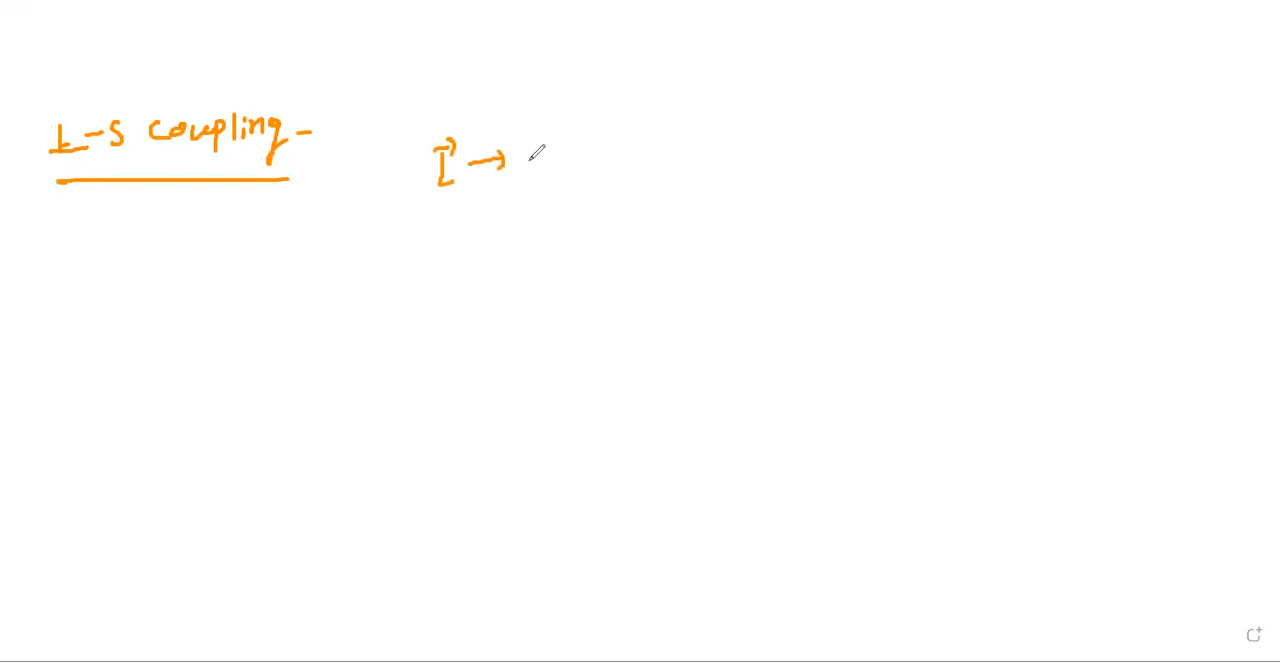 L-S coupling-
L⃗ →